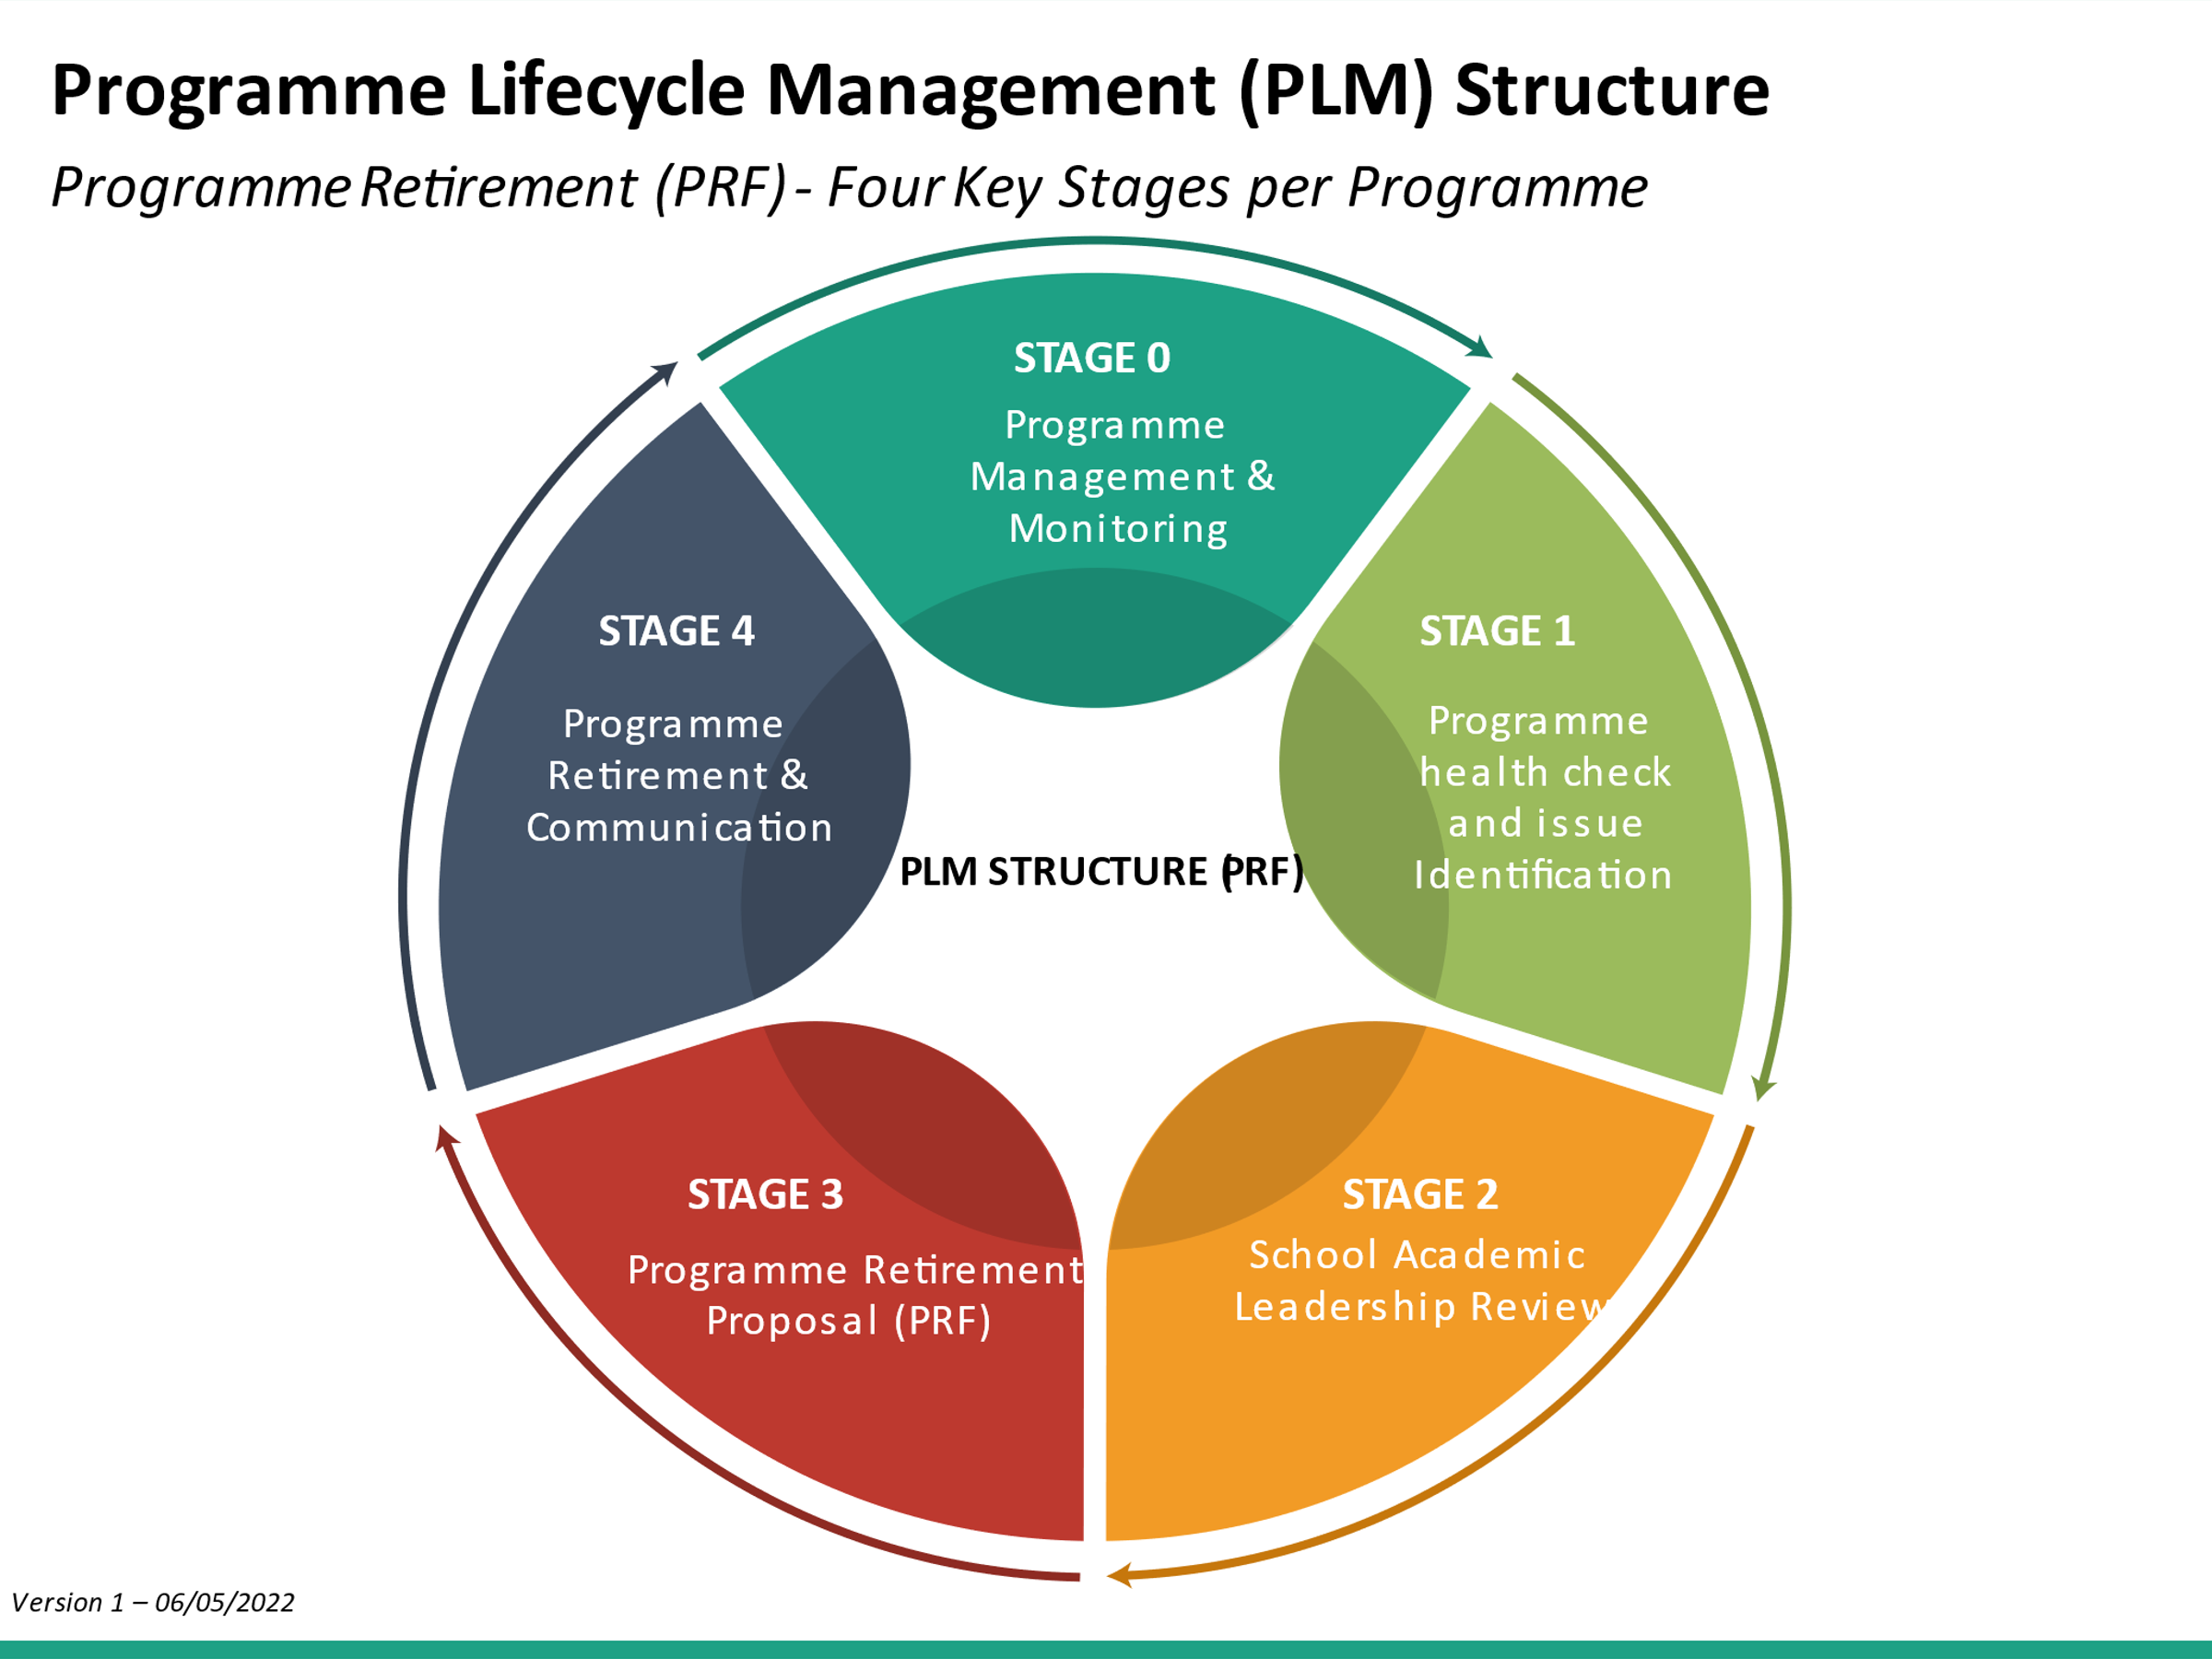 Programme Lifecycle Management (PLM) Structure
Programme Retirement (PRF) - Four Key Stages per Programme
STAGE 0
Programme
Management &
Monitoring
STAGE 1
Programme
health check
and issue
Identification
STAGE 2
School Academic
Leadership Review
STAGE 3
Programme Retirement
Proposal (PRF)
STAGE 4
Programme
Retirement &
Communication
PLM STRUCTURE (PRF)
Version 1 – 06/05/2022